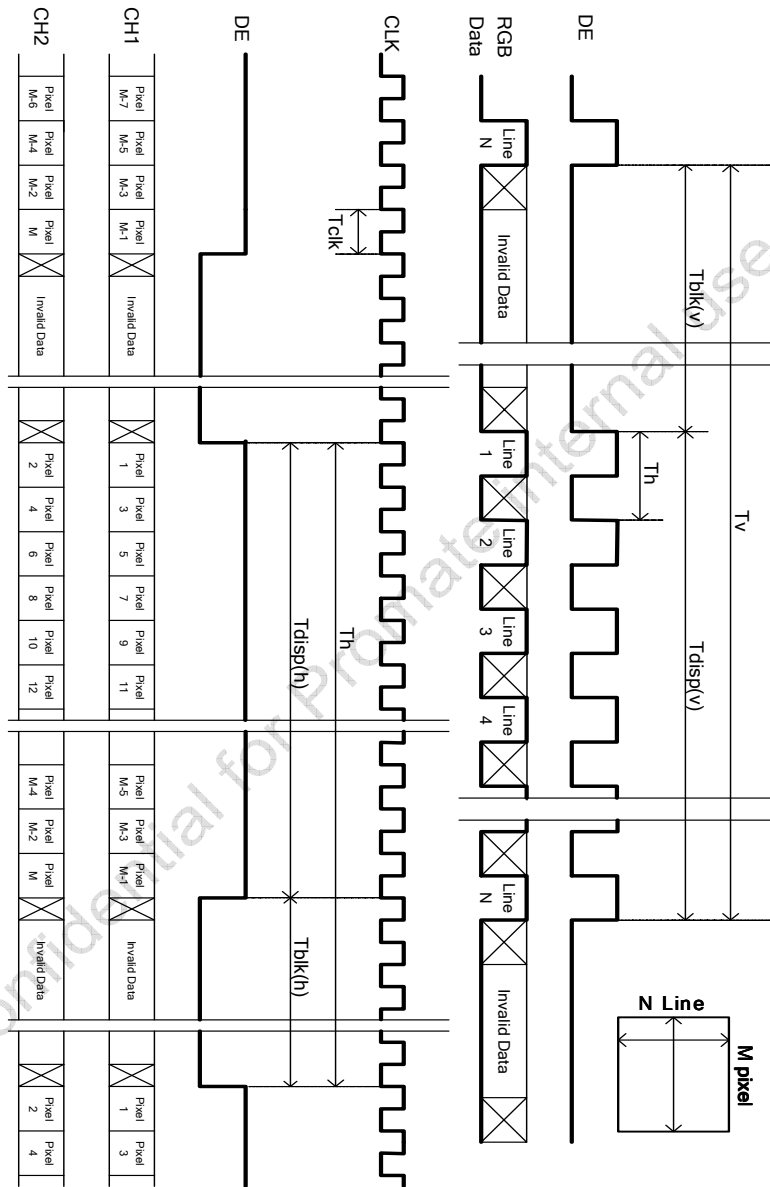 M pixel
N Line
Tv
Tblk(v)
Tdisp(v)
Th
DE
RGB
Data
Line
N
Invalid Data
Line
1
Line
2
Line
3
Line
4
Line
N
Invalid Data
CLK
Tclk
Th
Tdisp(h)
Tblk(h)
DE
CH1
Pixel
M-7
Pixel
M-5
Pixel
M-3
Pixel
M-1
Invalid Data
Pixel
1
Pixel
3
Pixel
5
Pixel
7
Pixel
9
Pixel
11
Pixel
M-5
Pixel
M-3
Pixel
M-1
Invalid Data
Pixel
1
Pixel
3
CH2
Pixel
M-6
Pixel
M-4
Pixel
M-2
Pixel
M
Invalid Data
Pixel
2
Pixel
4
Pixel
6
Pixel
8
Pixel
10
Pixel
12
Pixel
M-4
Pixel
M-2
Pixel
M
Invalid Data
Pixel
2
Pixel
4
onfidential for Promate internal use